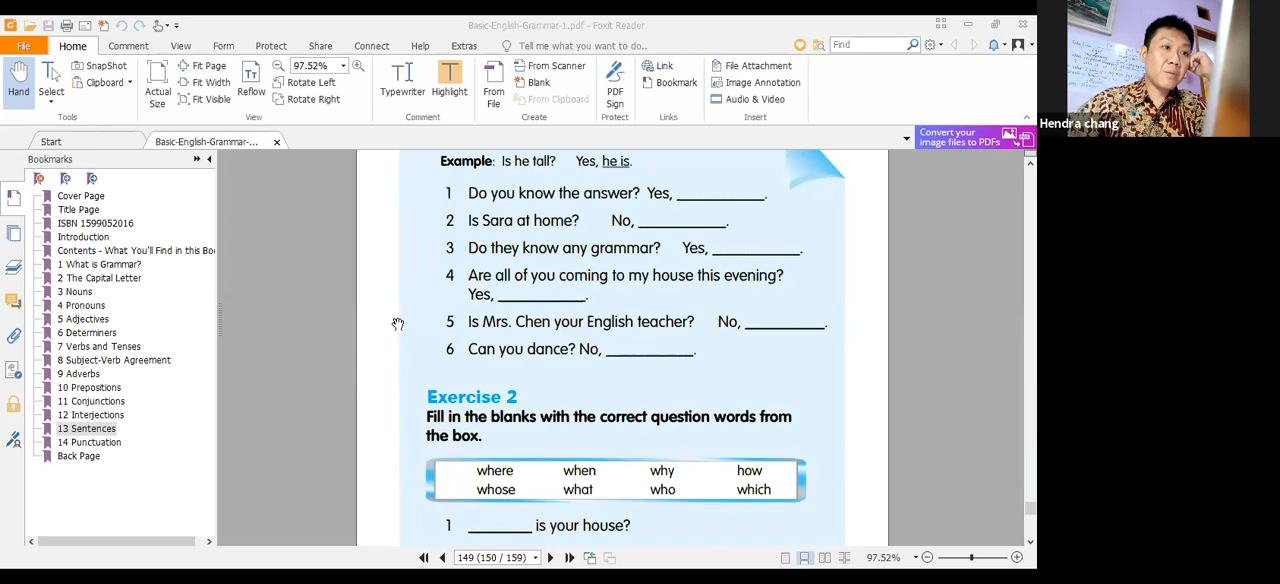 Basic-English-Grammar-1.pdf - Foxit Reader
File Home Comment View Form Protect Share Connect Help Extras Tell me what you want to do.. Find
Hand
Select
SnapShot
Clipboard
Tools
Actual Size
Fit Page
Fit Width
Fit Visible
Reflow
97.52%
Rotate Left
Rotate Right
View
Typewriter
Highlight
Comment
From File
From Scanner
Blank
From Clipboard
Create
PDF Sign
Protect
Link
Bookmark
Links
File Attachment
Image Annotation
Audio & Video
Insert
Hendra chang
Start
Basic-English-Grammar-...
Convert your image files to PDFs
Bookmarks
Cover Page
Title Page
ISBN 1599052016
Introduction
Contents - What You'll Find in this Boo
1 What is Grammar?
2 The Capital Letter
3 Nouns
4 Pronouns
5 Adjectives
6 Determiners
7 Verbs and Tenses
8 Subject-Verb Agreement
9 Adverbs
10 Prepositions
11 Conjunctions
12 Interjections
13 Sentences
14 Punctuation
Back Page
Example: Is he tall? Yes, he is.
1 Do you know the answer? Yes, ___________.
2 Is Sara at home? No, ___________.
3 Do they know any grammar? Yes, ___________.
4 Are all of you coming to my house this evening?
Yes, ___________.
5 Is Mrs. Chen your English teacher? No, __________.
6 Can you dance? No, ___________.
Exercise 2
Fill in the blanks with the correct question words from
the box.
where when why how
whose what who which
1 ________ is your house?
149 (150 / 159)
97.52%